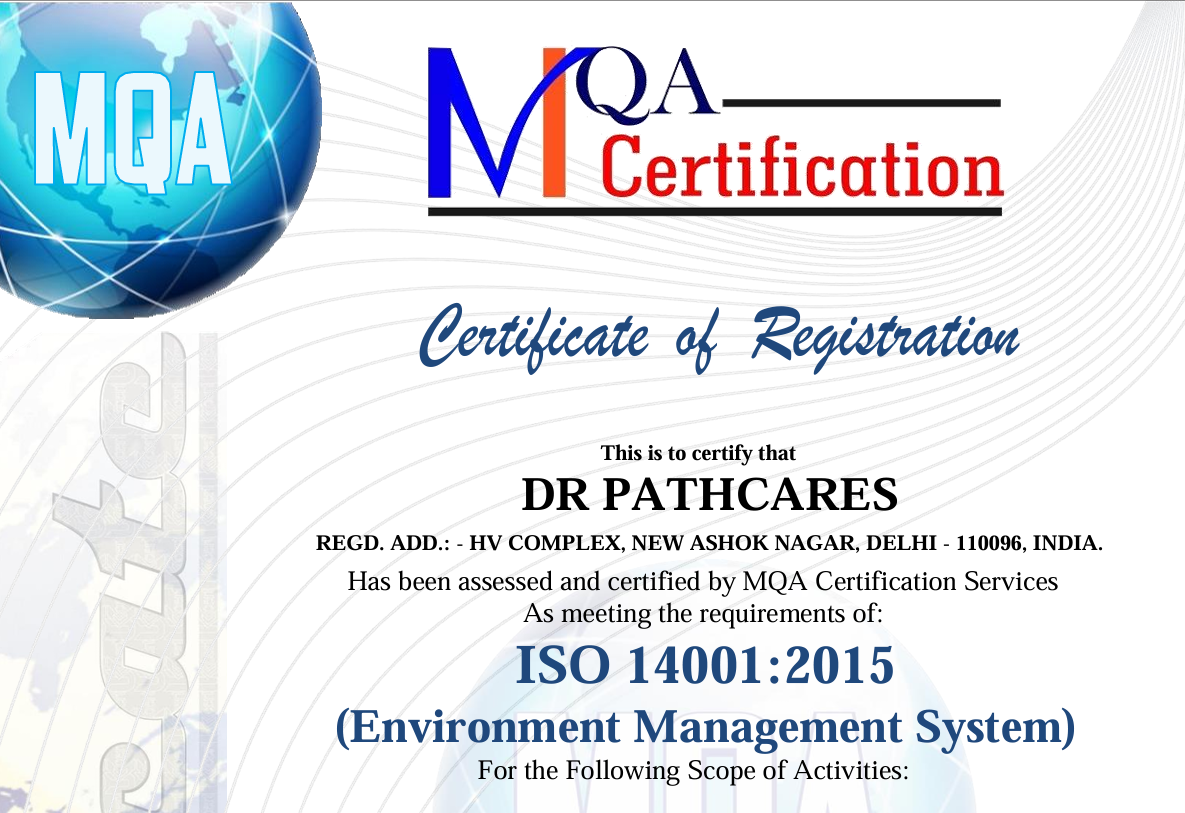 MQA
MQA
Certification
Certificate of Registration
This is to certify that
DR PATHCARES
REGD. ADD.: - HV COMPLEX, NEW ASHOK NAGAR, DELHI - 110096, INDIA.
Has been assessed and certified by MQA Certification Services
As meeting the requirements of:
ISO 14001:2015
(Environment Management System)
For the Following Scope of Activities:
MQA